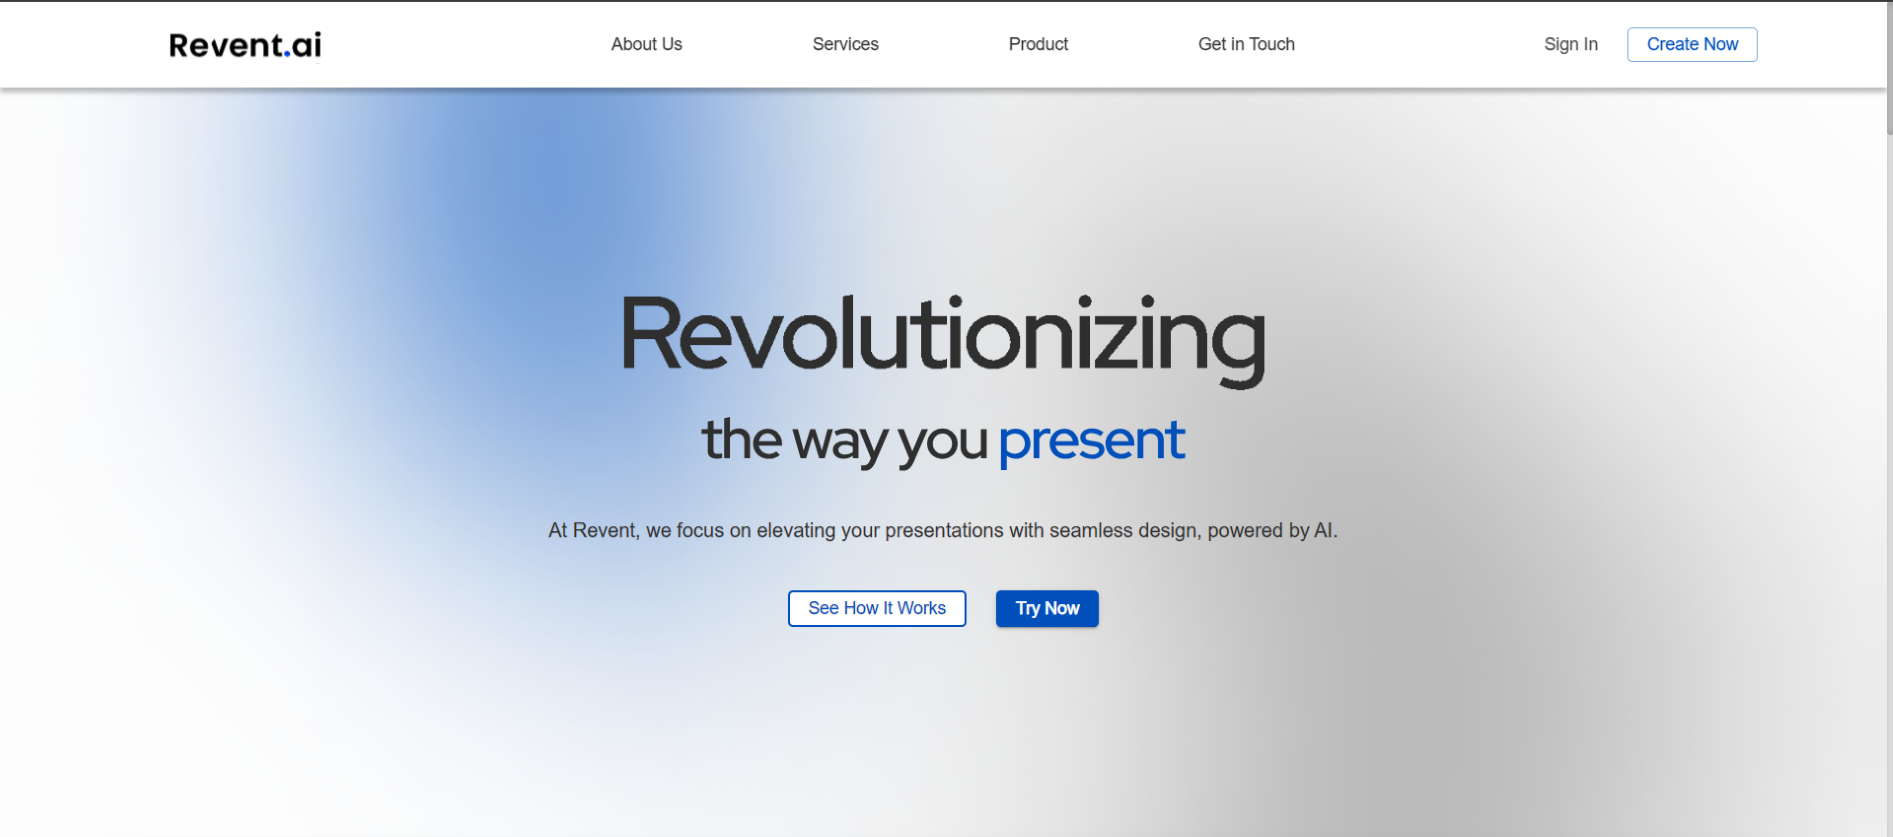 Revent.ai
About Us
Services
Product
Get in Touch
Sign In
Create Now
Revolutionizing
the way you present
At Revent, we focus on elevating your presentations with seamless design, powered by AI.
See How It Works
Try Now